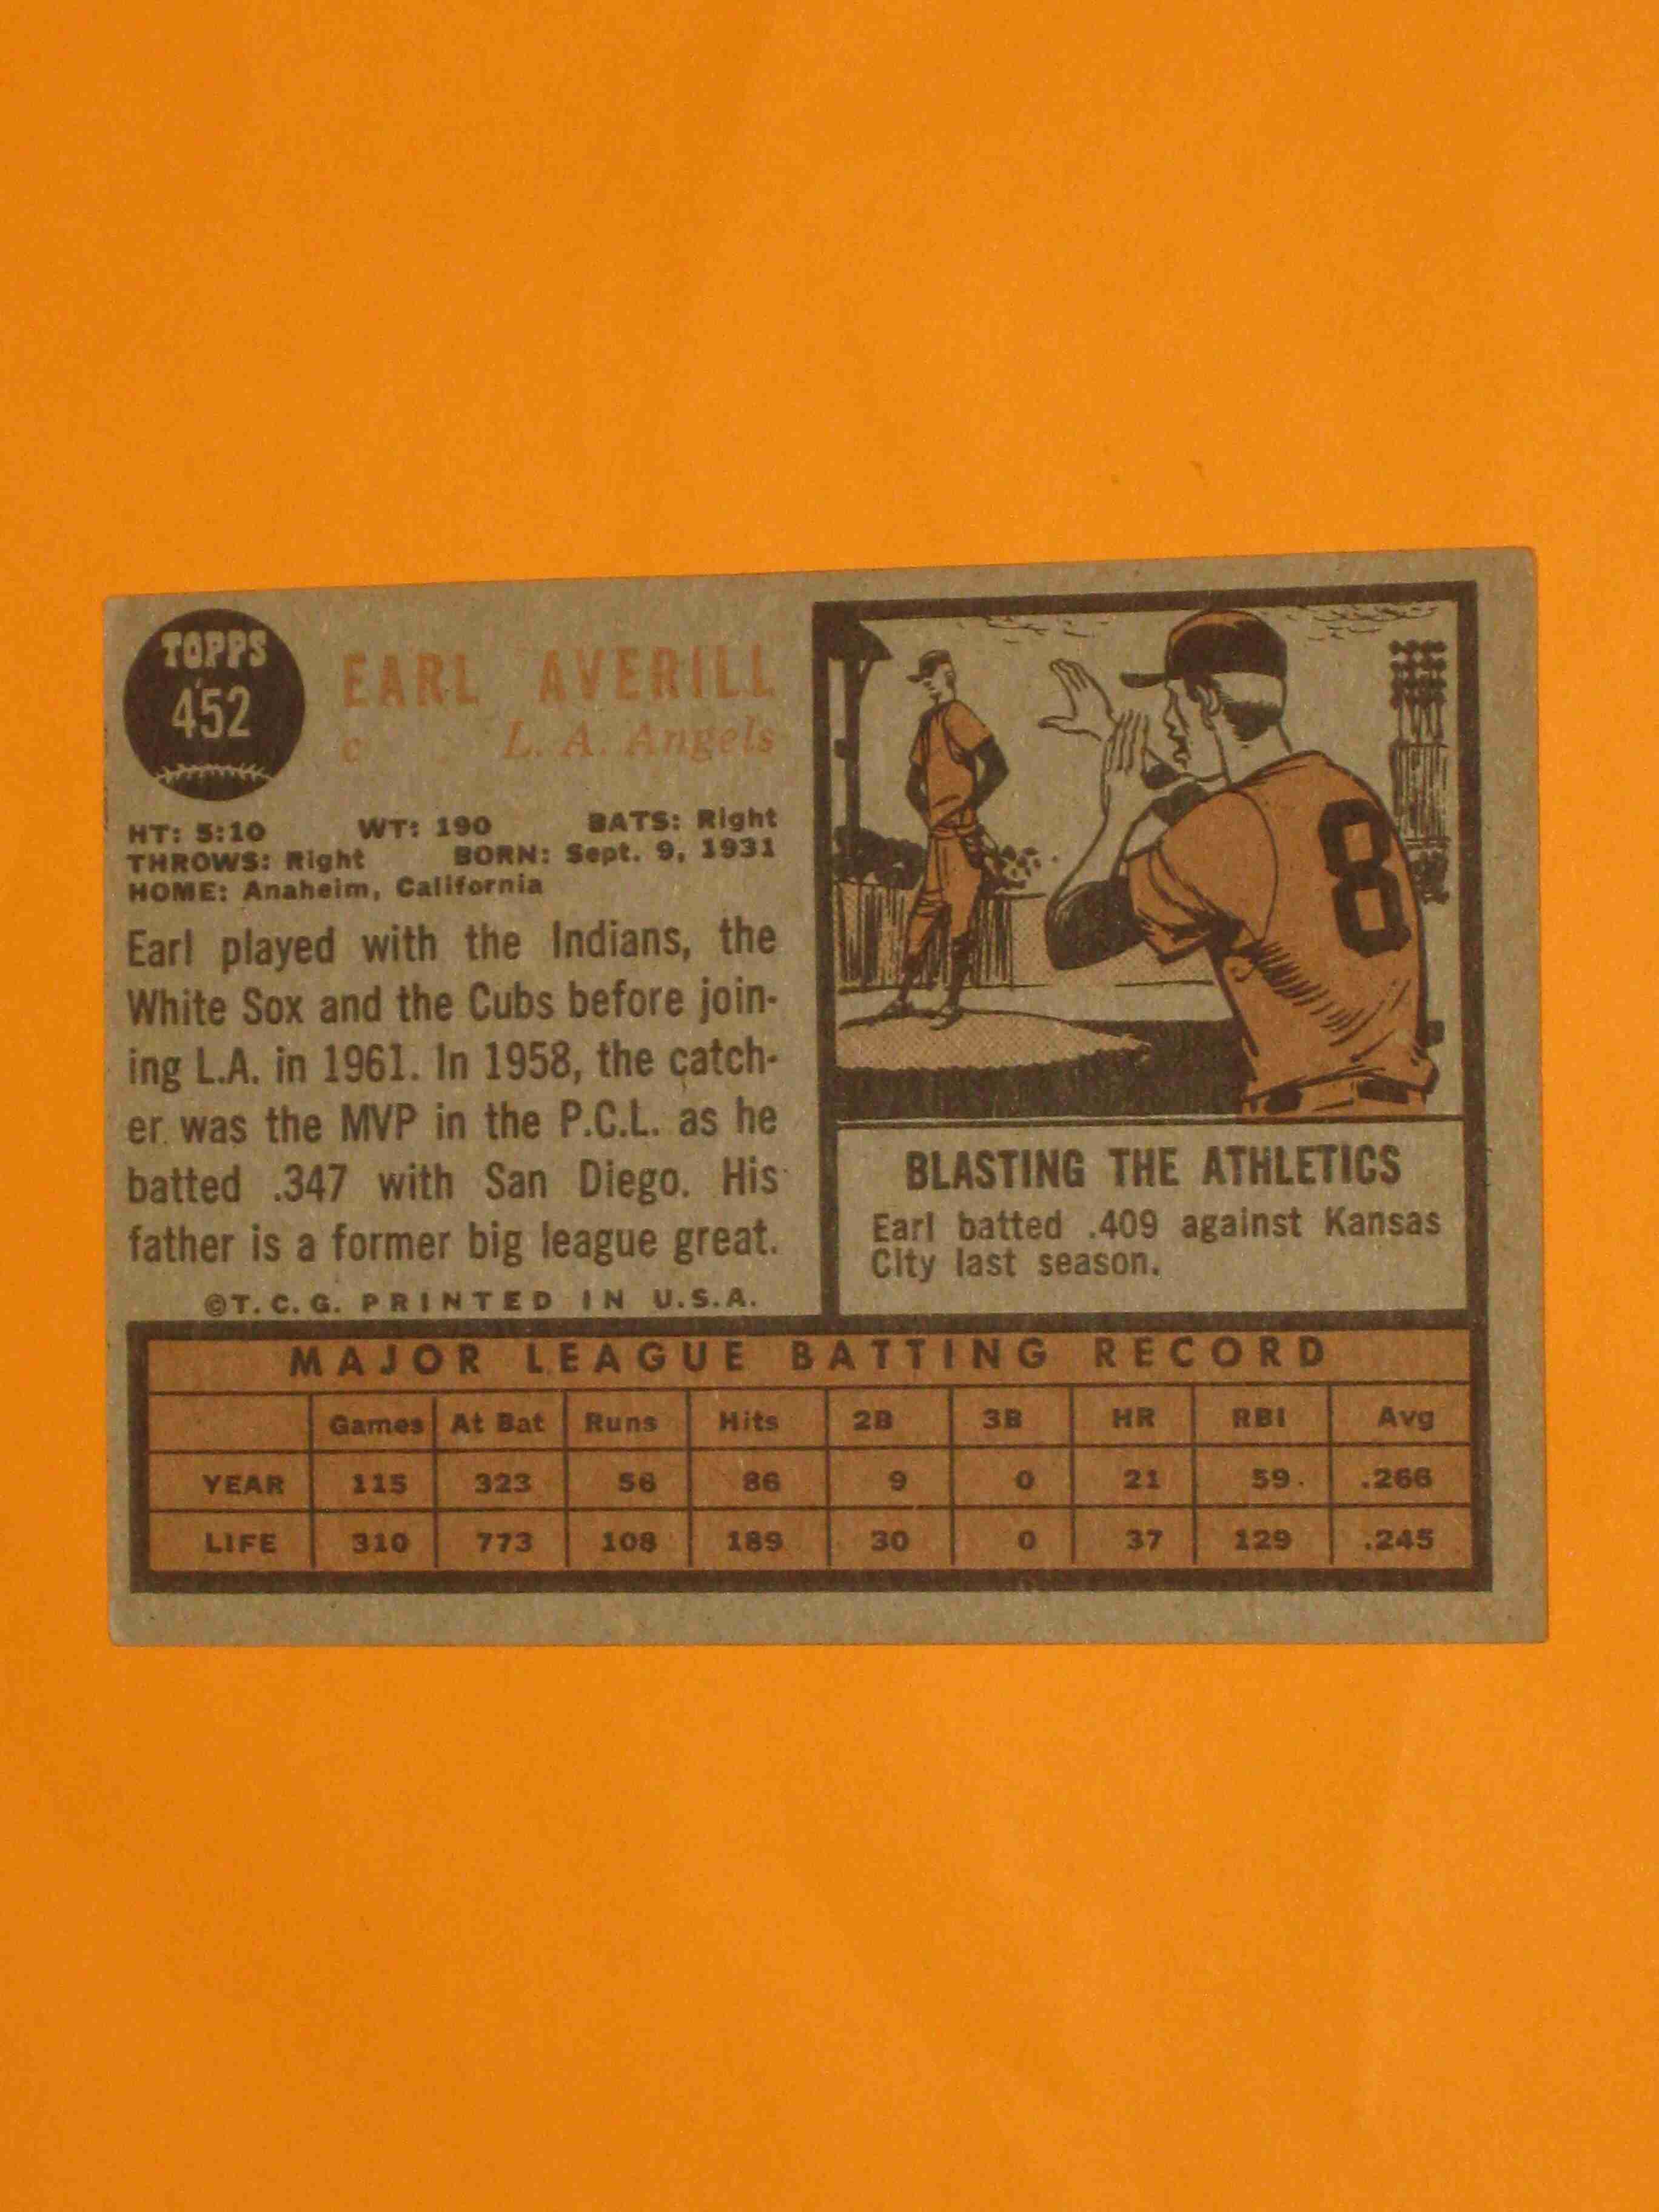 TOPPS
452
EARL AVERILL
c L. A. Angels
HT: 5:10 WT: 190 BATS: Right
THROWS: Right BORN: Sept. 9, 1931
HOME: Anaheim, California
Earl played with the Indians, the
White Sox and the Cubs before join-
ing L.A. in 1961. In 1958, the catch-
er was the MVP in the P.C.L. as he
batted .347 with San Diego. His
father is a former big league great.
©T.C.G. PRINTED IN U.S.A.
8
BLASTING THE ATHLETICS
Earl batted .409 against Kansas
City last season.
MAJOR LEAGUE BATTING RECORD
Games At Bat Runs Hits 2B 3B HR RBI Avg
YEAR 115 323 56 86 9 0 21 59 .266
LIFE 310 773 108 189 30 0 37 129 .245